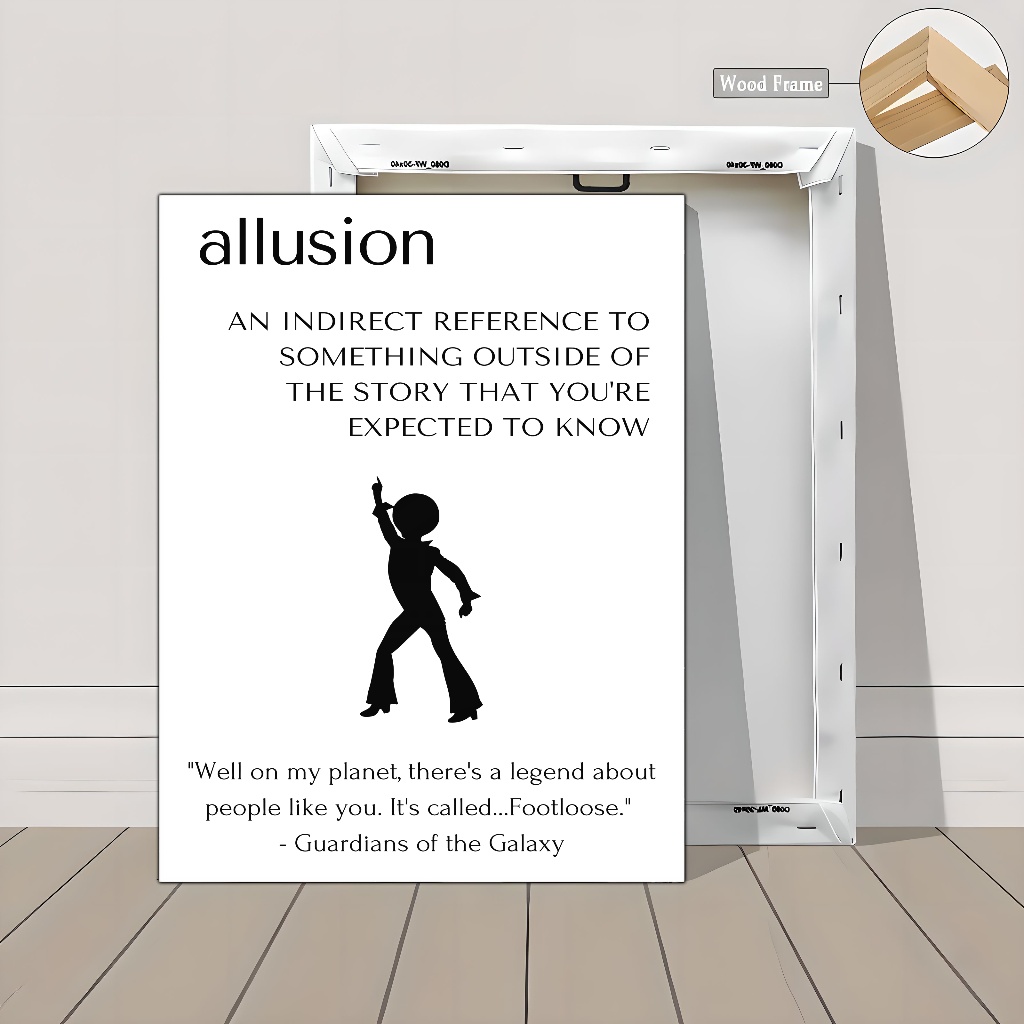 Wood Frame
allusion
AN INDIRECT REFERENCE TO
SOMETHING OUTSIDE OF
THE STORY THAT YOU'RE
EXPECTED TO KNOW
"Well on my planet, there's a legend about
people like you. It's called...Footloose."
- Guardians of the Galaxy